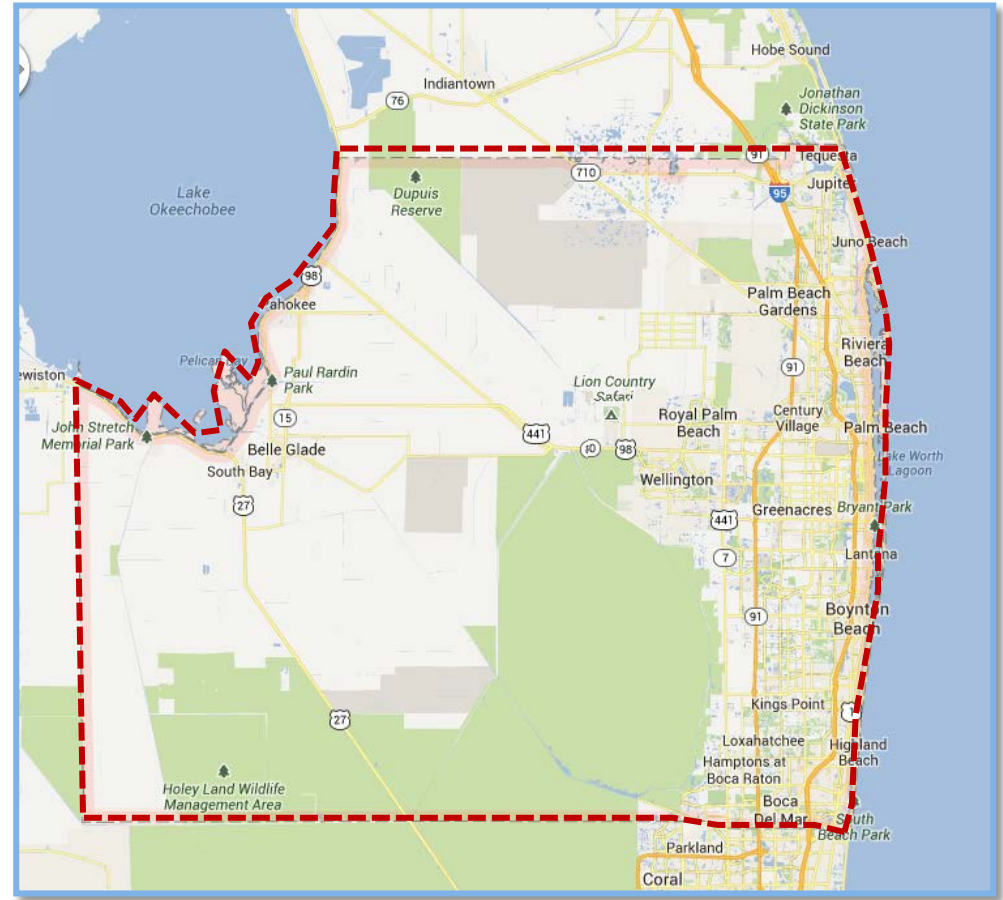 Hobe Sound
Indiantown
76
Jonathan
Dickinson
State Park
91
Tequesta
710
Jupiter
95
Lake
Okeechobee
Dupuis
Reserve
Juno Beach
98
ahokee
Palm Beach
Gardens
Riviera
Beach
Pelican Bay
91
ewiston
Paul Rardin
Park
Lion Country
Safari
15
Royal Palm
Beach
Century
Village
Palm Beach
John Stretch
Memorial Park
441
80
98
Belle Glade
Lake Worth
Lagoon
South Bay
Wellington
27
Greenacres
Bryant Park
441
7
Lantana
91
Boynton
Beach
Kings Point
1
27
Loxahatchee
Highland
Beach
Hamptons at
Boca Raton
Holey Land Wildlife
Management Area
Boca
Del Mar
South
Beach Park
Parkland
Coral